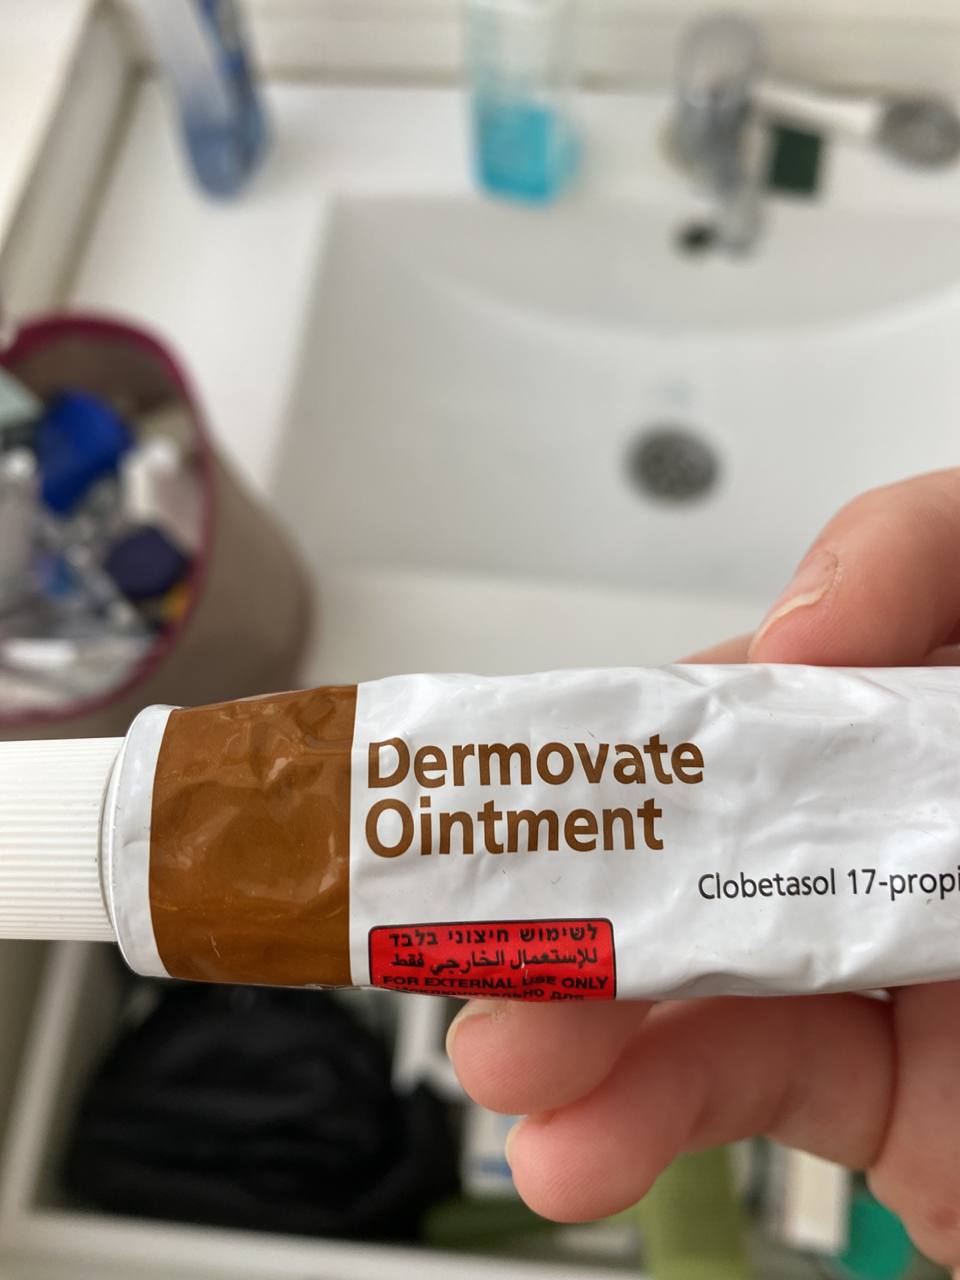 Dermovate
Ointment
Clobetasol 17-propi
לשימוש חיצוני בלבד
للإستعمال الخارجي فقط
FOR EXTERNAL USE ONLY